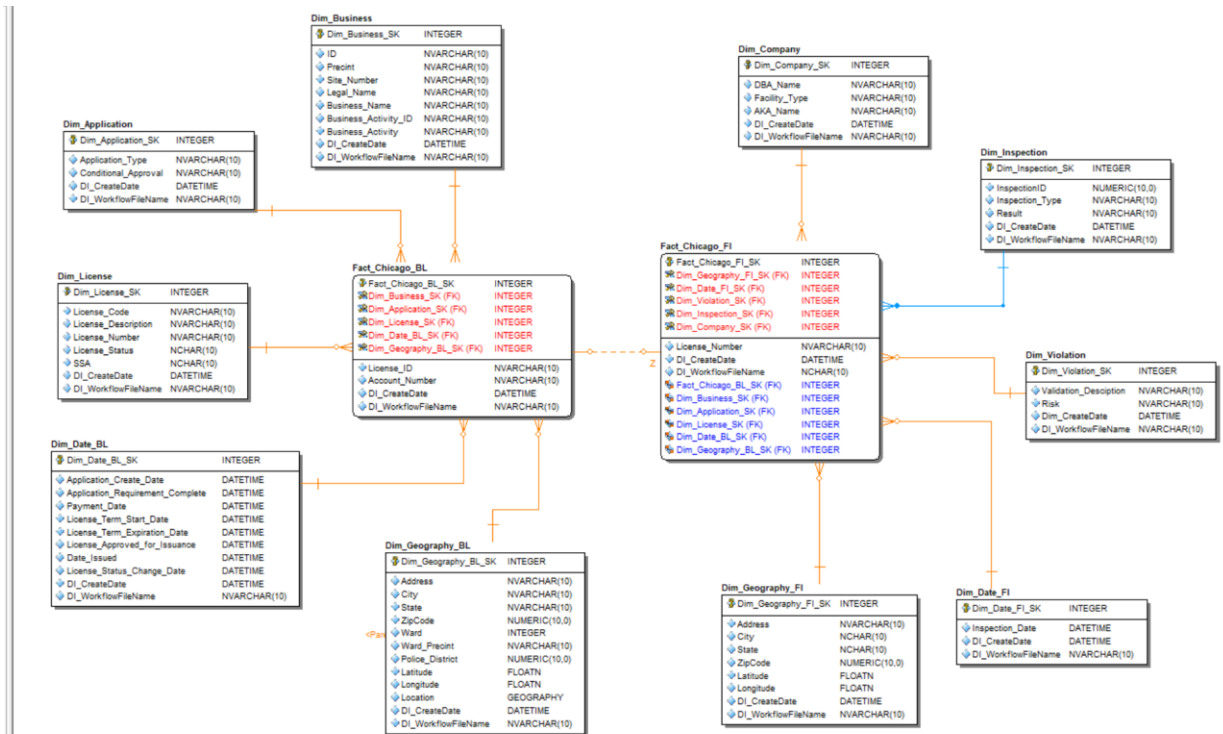 Dim_Business
Dim_Business_SK INTEGER
ID NVARCHAR(10)
Precint NVARCHAR(10)
Site_Number NVARCHAR(10)
Legal_Name NVARCHAR(10)
Business_Name NVARCHAR(10)
Business_Activity_ID NVARCHAR(10)
Business_Activity NVARCHAR(10)
DI_CreateDate DATETIME
DI_WorkflowFileName NVARCHAR(10)
Dim_Company
Dim_Company_SK INTEGER
DBA_Name NVARCHAR(10)
Facility_Type NVARCHAR(10)
AKA_Name NVARCHAR(10)
DI_CreateDate DATETIME
DI_WorkflowFileName NVARCHAR(10)
Dim_Application
Dim_Application_SK INTEGER
Application_Type NVARCHAR(10)
Conditional_Approval NVARCHAR(10)
DI_CreateDate DATETIME
DI_WorkflowFileName NVARCHAR(10)
Dim_Inspection
Dim_Inspection_SK INTEGER
InspectionID NUMERIC(10,0)
Inspection_Type NVARCHAR(10)
Result NVARCHAR(10)
DI_CreateDate DATETIME
DI_WorkflowFileName NVARCHAR(10)
Dim_License
Dim_License_SK INTEGER
License_Code NVARCHAR(10)
License_Description NVARCHAR(10)
License_Number NVARCHAR(10)
License_Status NCHAR(10)
SSA NCHAR(10)
DI_CreateDate DATETIME
DI_WorkflowFileName NVARCHAR(10)
Fact_Chicago_BL
Fact_Chicago_BL_SK INTEGER
Dim_Business_SK (FK) INTEGER
Dim_Application_SK (FK) INTEGER
Dim_License_SK (FK) INTEGER
Dim_Date_BL_SK (FK) INTEGER
Dim_Geography_BL_SK (FK) INTEGER
License_ID NVARCHAR(10)
Account_Number NVARCHAR(10)
DI_CreateDate DATETIME
DI_WorkflowFileName NVARCHAR(10)
Z
Fact_Chicago_FI
Fact_Chicago_FI_SK INTEGER
Dim_Geography_FI_SK (FK) INTEGER
Dim_Date_FI_SK (FK) INTEGER
Dim_Violation_SK (FK) INTEGER
Dim_Inspection_SK (FK) INTEGER
Dim_Company_SK (FK) INTEGER
License_Number NVARCHAR(10)
DI_CreateDate DATETIME
DI_WorkflowFileName NCHAR(10)
Fact_Chicago_BL_SK (FK) INTEGER
Dim_Business_SK (FK) INTEGER
Dim_Application_SK (FK) INTEGER
Dim_License_SK (FK) INTEGER
Dim_Date_BL_SK (FK) INTEGER
Dim_Geography_BL_SK (FK) INTEGER
Dim_Violation
Dim_Violation_SK INTEGER
Validation_Desciption NVARCHAR(10)
Risk NVARCHAR(10)
Dim_CreateDate DATETIME
DI_WorkflowFileName NVARCHAR(10)
Dim_Date_BL
Dim_Date_BL_SK INTEGER
Application_Create_Date DATETIME
Application_Requirement_Complete DATETIME
Payment_Date DATETIME
License_Term_Start_Date DATETIME
License_Term_Expiration_Date DATETIME
License_Approved_for_Issuance DATETIME
Date_Issued DATETIME
License_Status_Change_Date DATETIME
DI_CreateDate DATETIME
DI_WorkflowFileName NVARCHAR(10)
Dim_Geography_BL
Dim_Geography_BL_SK INTEGER
Address NVARCHAR(10)
City NVARCHAR(10)
State NVARCHAR(10)
ZipCode NUMERIC(10,0)
Ward INTEGER
Ward_Precint NVARCHAR(10)
Police_District NUMERIC(10,0)
Latitude FLOATN
Longitude FLOATN
Location GEOGRAPHY
DI_CreateDate DATETIME
DI_WorkflowFileName NVARCHAR(10)
Dim_Geography_FI
Dim_Geography_FI_SK INTEGER
Address NVARCHAR(10)
City NCHAR(10)
State NCHAR(10)
ZipCode NUMERIC(10,0)
Latitude FLOATN
Longitude FLOATN
DI_CreateDate DATETIME
DI_WorkflowFileName NVARCHAR(10)
Dim_Date_FI
Dim_Date_FI_SK INTEGER
Inspection_Date DATETIME
DI_CreateDate DATETIME
DI_WorkflowFileName NVARCHAR(10)